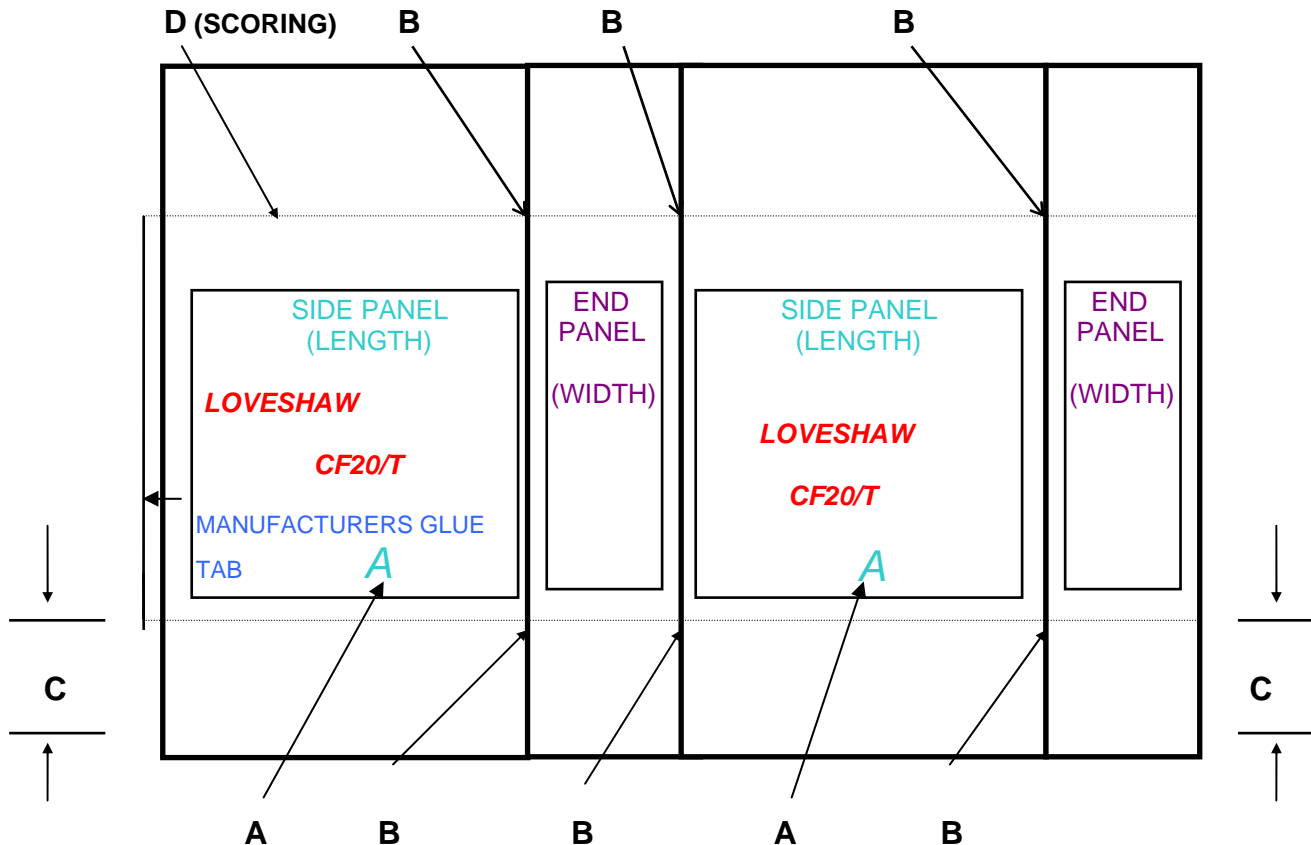 D (SCORING) B B B
SIDE PANEL
(LENGTH)
LOVESHAW
CF20/T
MANUFACTURERS GLUE
TAB A
END
PANEL
(WIDTH)
SIDE PANEL
(LENGTH)
LOVESHAW
CF20/T
A
END
PANEL
(WIDTH)
C C
A B B A B